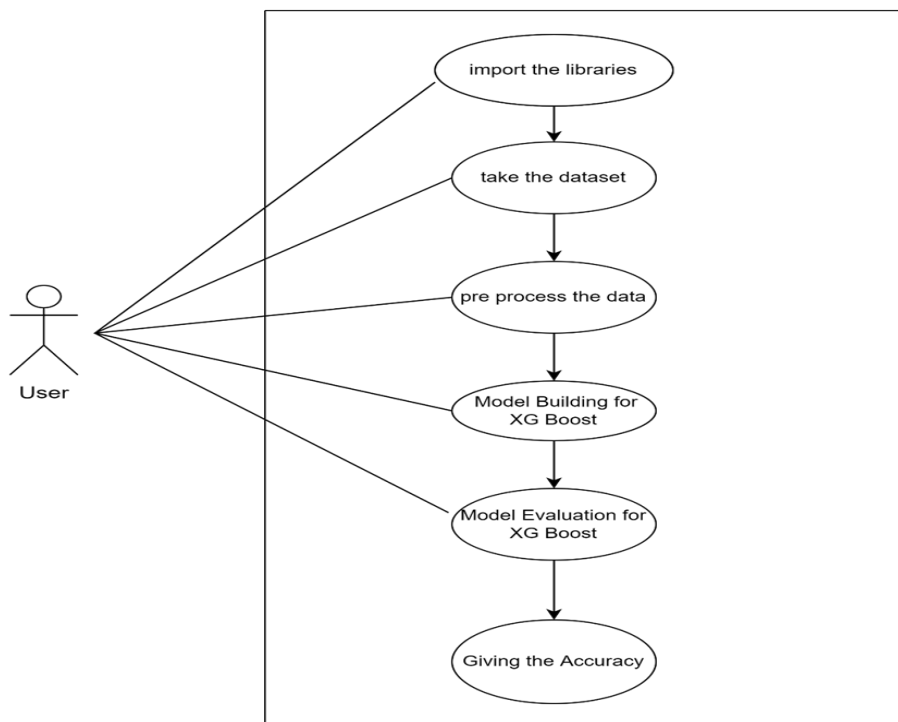 import the libraries
take the dataset
pre process the data
User
Model Building for
XG Boost
Model Evaluation for
XG Boost
Giving the Accuracy